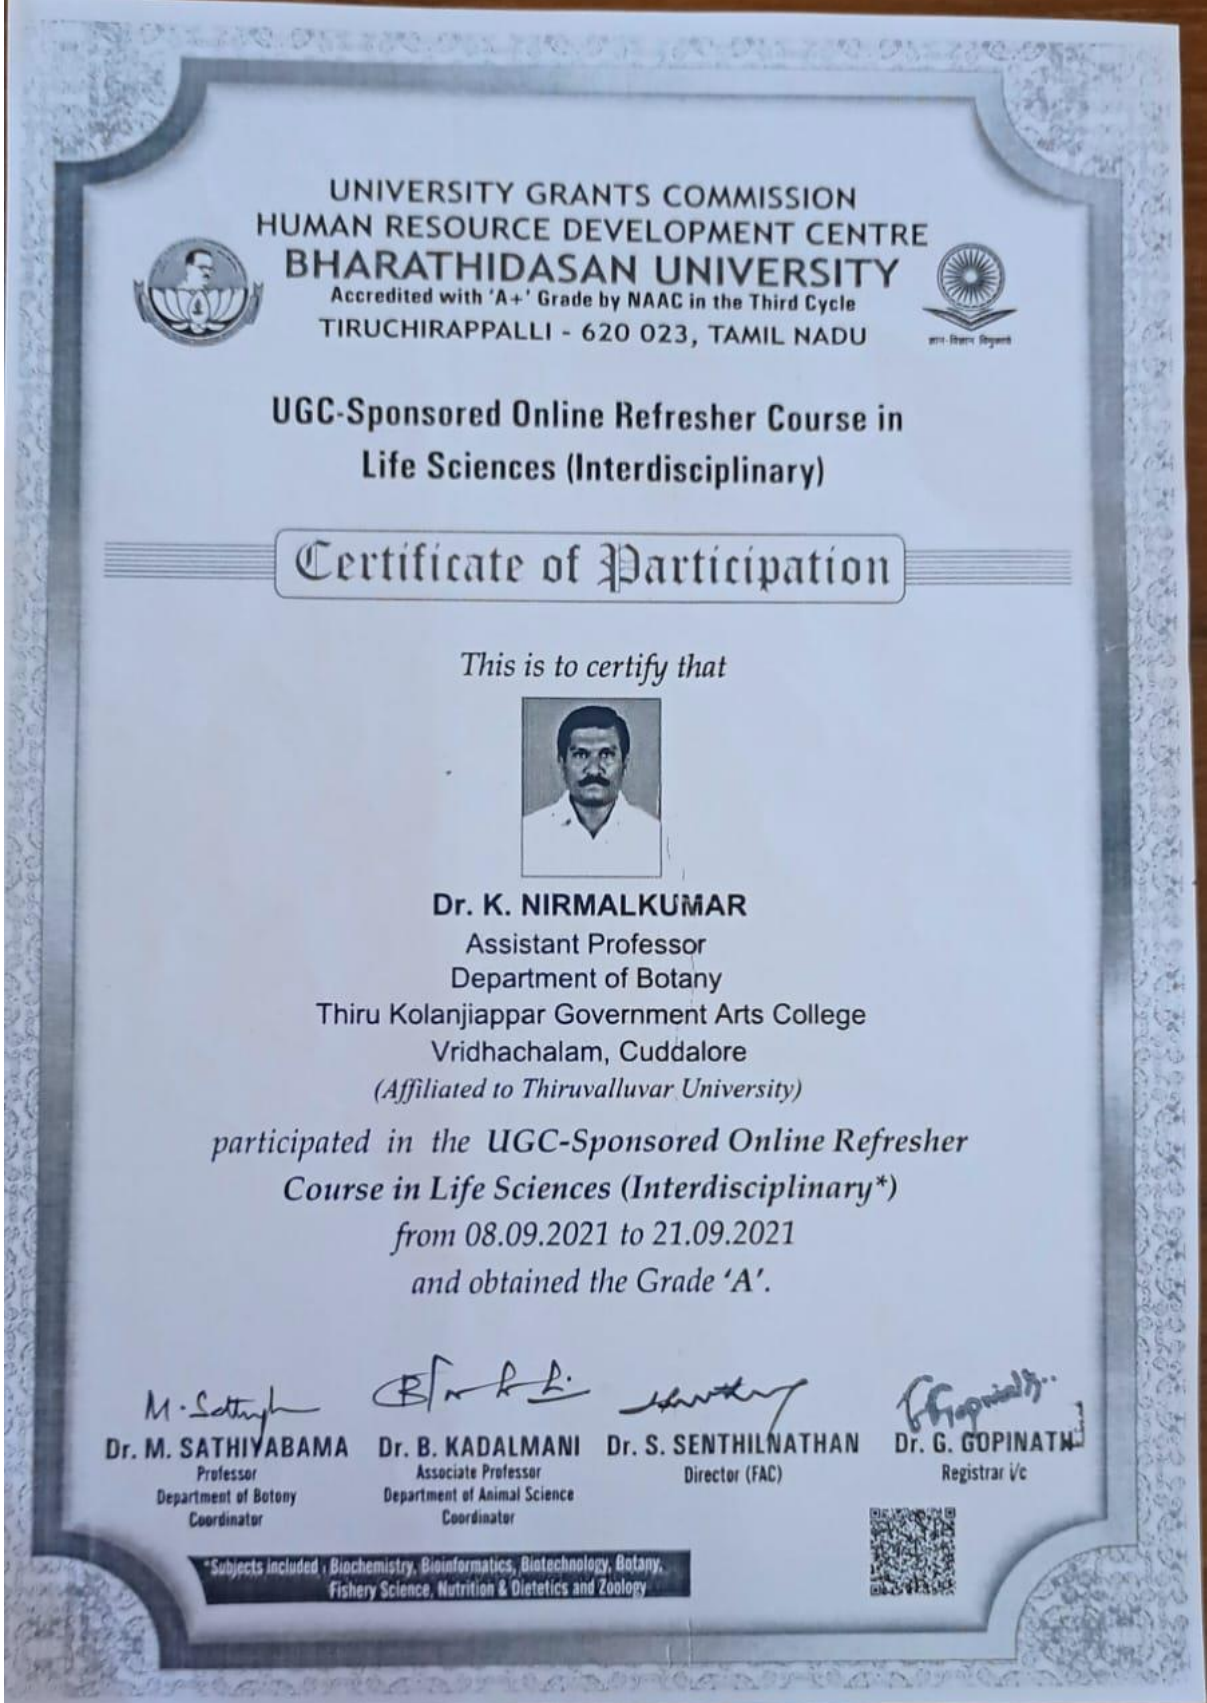 UNIVERSITY GRANTS COMMISSION
HUMAN RESOURCE DEVELOPMENT CENTRE
BHARATHIDASAN UNIVERSITY
Accredited with 'A+' Grade by NAAC in the Third Cycle
TIRUCHIRAPPALLI - 620 023, TAMIL NADU
ज्ञान-विज्ञान विमुक्तये
UGC-Sponsored Online Refresher Course in
Life Sciences (Interdisciplinary)
Certificate of Participation
This is to certify that
Dr. K. NIRMALKUMAR
Assistant Professor
Department of Botany
Thiru Kolanjiappar Government Arts College
Vridhachalam, Cuddalore
(Affiliated to Thiruvalluvar University)
participated in the UGC-Sponsored Online Refresher
Course in Life Sciences (Interdisciplinary*)
from 08.09.2021 to 21.09.2021
and obtained the Grade 'A'.
Dr. M. SATHIYABAMA
Professor
Department of Botony
Coordinator
Dr. B. KADALMANI
Associate Professor
Department of Animal Science
Coordinator
Dr. S. SENTHILNATHAN
Director (FAC)
Dr. G. GOPINATH
Registrar i/c
*Subjects included : Biochemistry, Bioinformatics, Biotechnology, Botany,
Fishery Science, Nutrition & Dietetics and Zoology